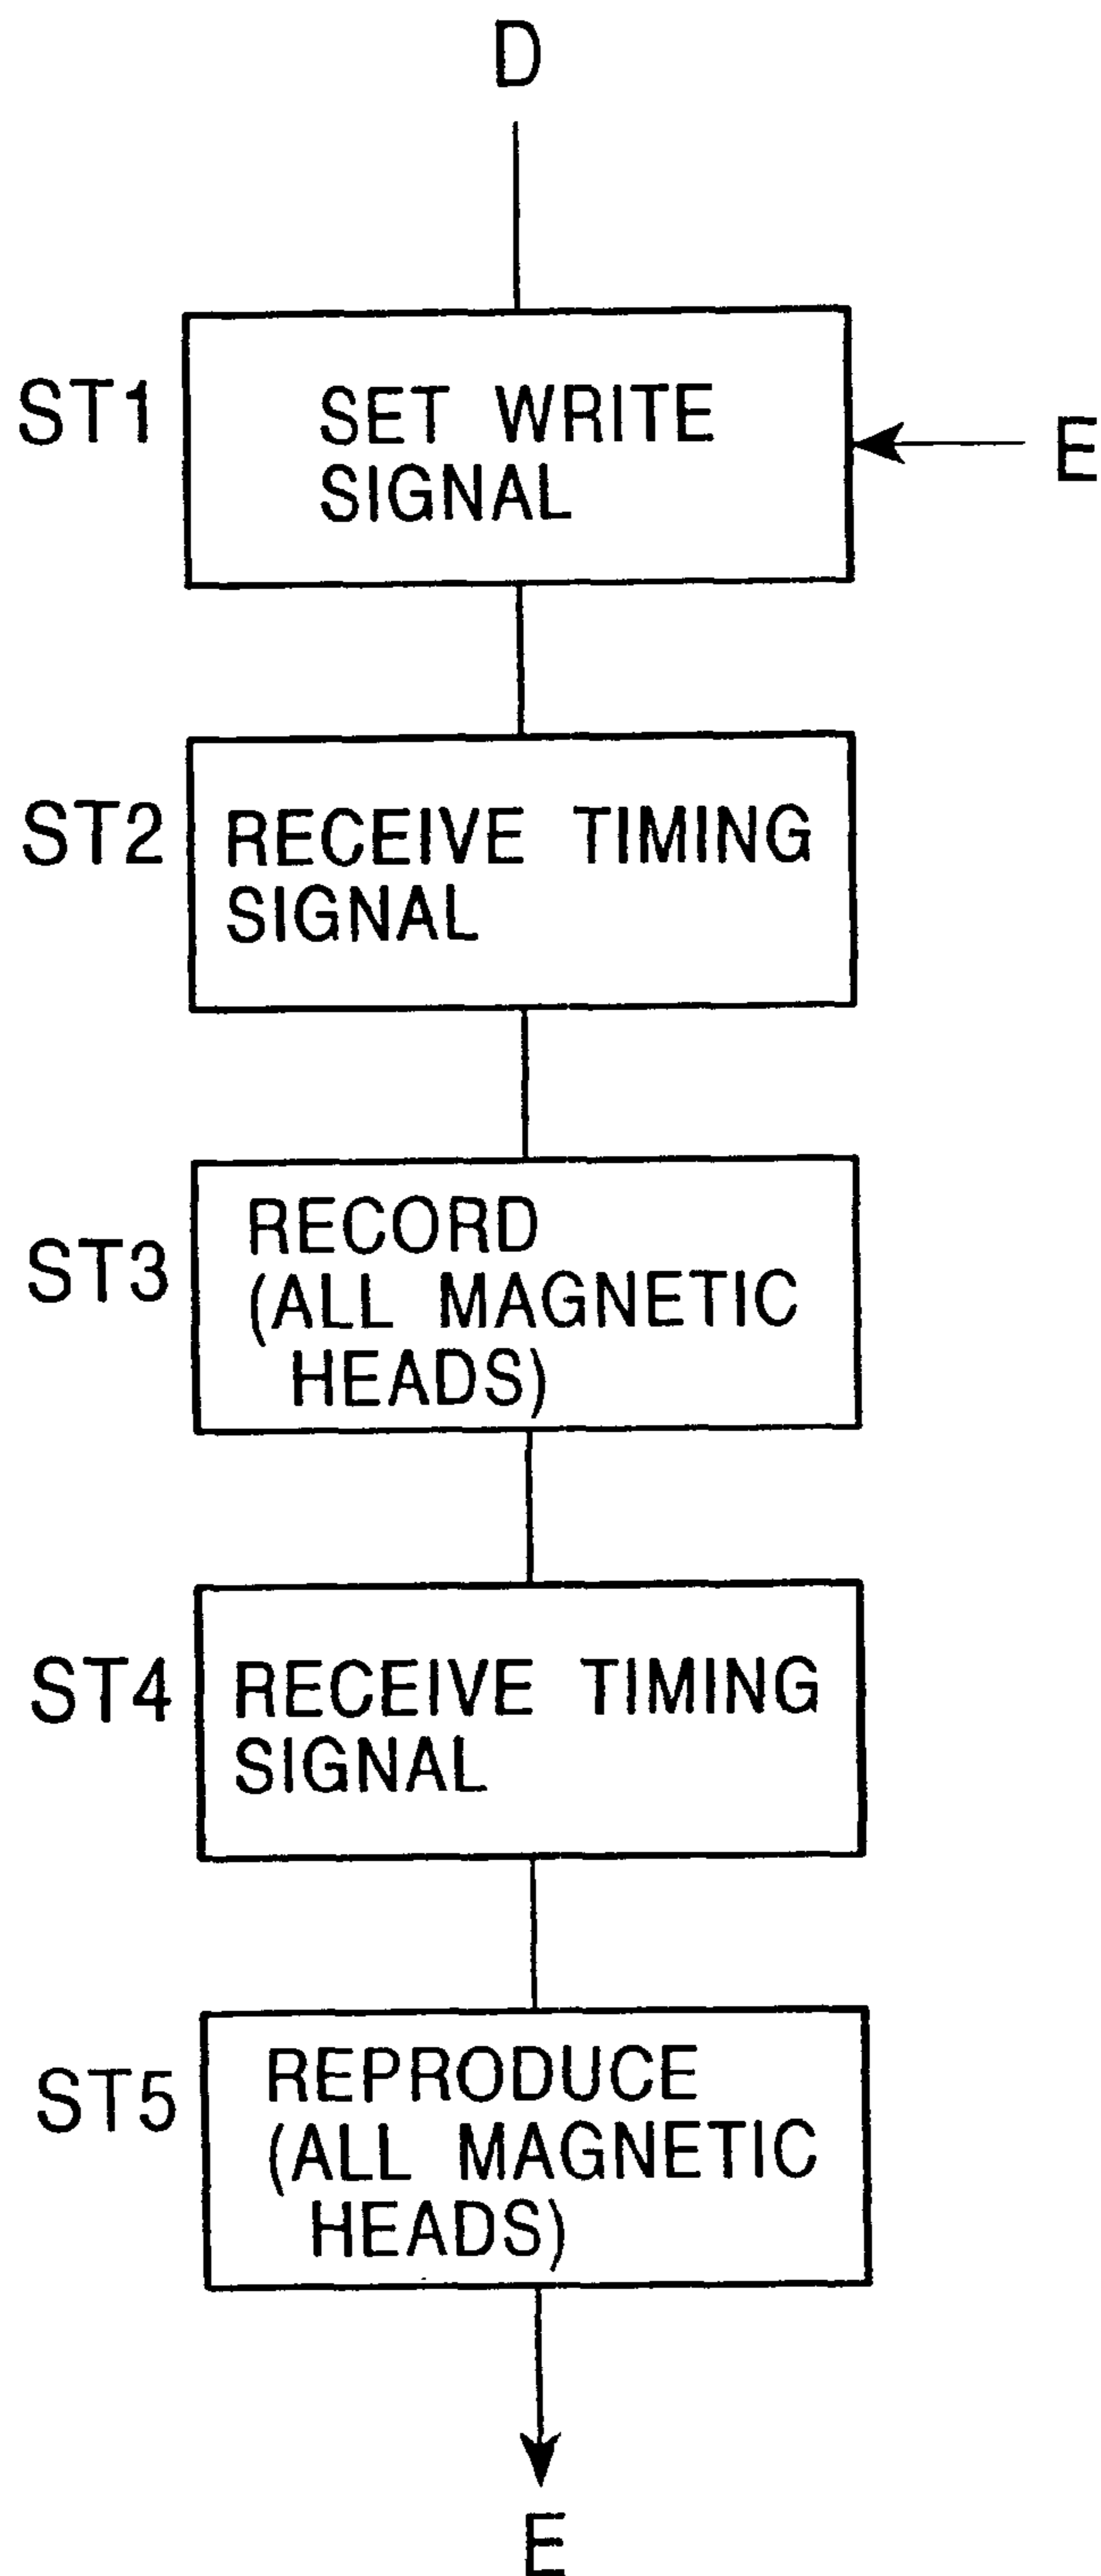 D
ST1
SET WRITE
SIGNAL
E
ST2
RECEIVE TIMING
SIGNAL
ST3
RECORD
(ALL MAGNETIC
HEADS)
ST4
RECEIVE TIMING
SIGNAL
ST5
REPRODUCE
(ALL MAGNETIC
HEADS)
E